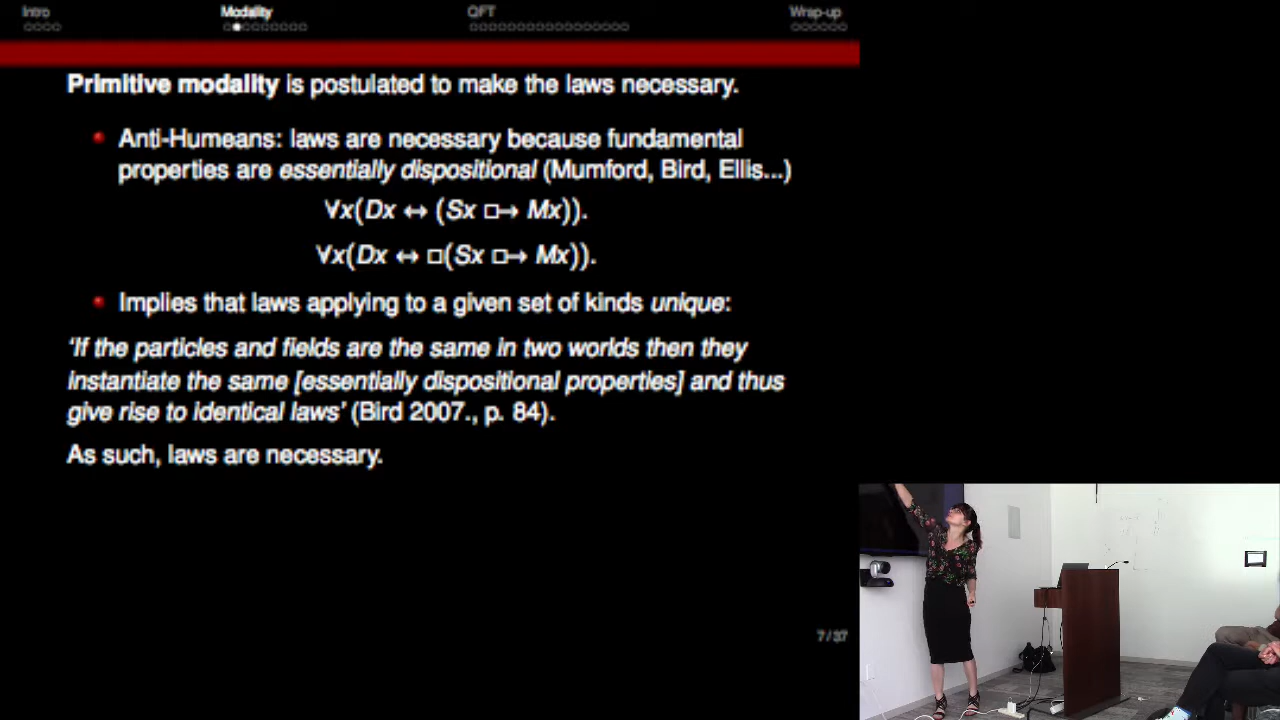 Intro
Modality
QFT
Wrap-up
Primitive modality is postulated to make the laws necessary.
Anti-Humeans: laws are necessary because fundamental
properties are essentially dispositional (Mumford, Bird, Ellis...)
∀x(Dx ↔ (Sx □→ Mx)).
∀x(Dx ↔ □(Sx □→ Mx)).
Implies that laws applying to a given set of kinds unique:
'If the particles and fields are the same in two worlds then they
instantiate the same [essentially dispositional properties] and thus
give rise to identical laws' (Bird 2007., p. 84).
As such, laws are necessary.
7 / 37